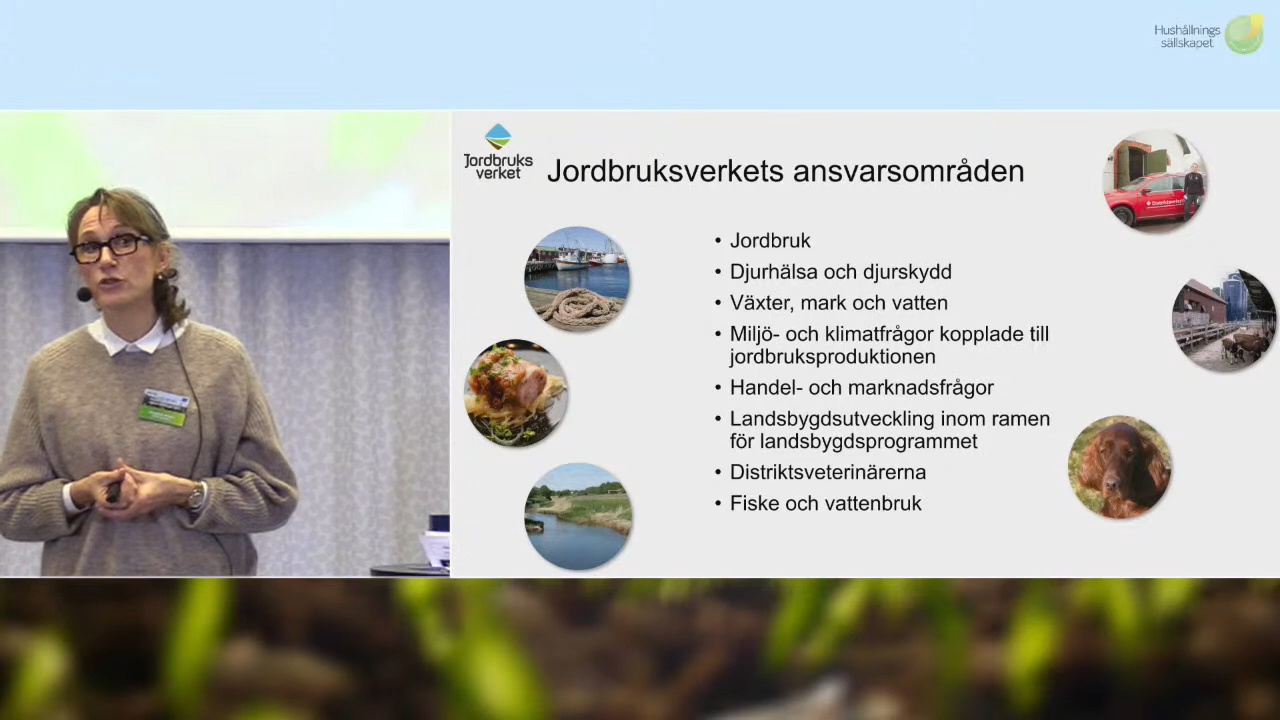 Hushållnings
sällskapet
Jordbruks
verket
Jordbruksverkets ansvarsområden
• Jordbruk
• Djurhälsa och djurskydd
• Växter, mark och vatten
• Miljö- och klimatfrågor kopplade till
jordbruksproduktionen
• Handel- och marknadsfrågor
• Landsbygdsutveckling inom ramen
för landsbygdsprogrammet
• Distriktsveterinärerna
• Fiske och vattenbruk